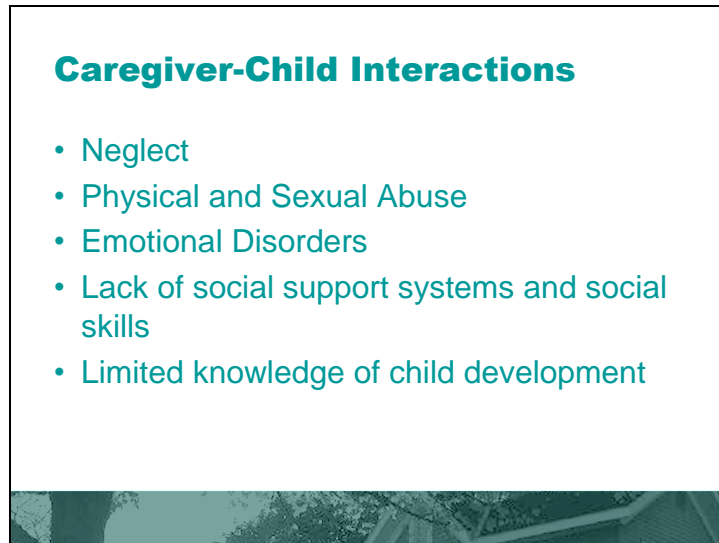 Caregiver-Child Interactions
• Neglect
• Physical and Sexual Abuse
• Emotional Disorders
• Lack of social support systems and social
skills
• Limited knowledge of child development